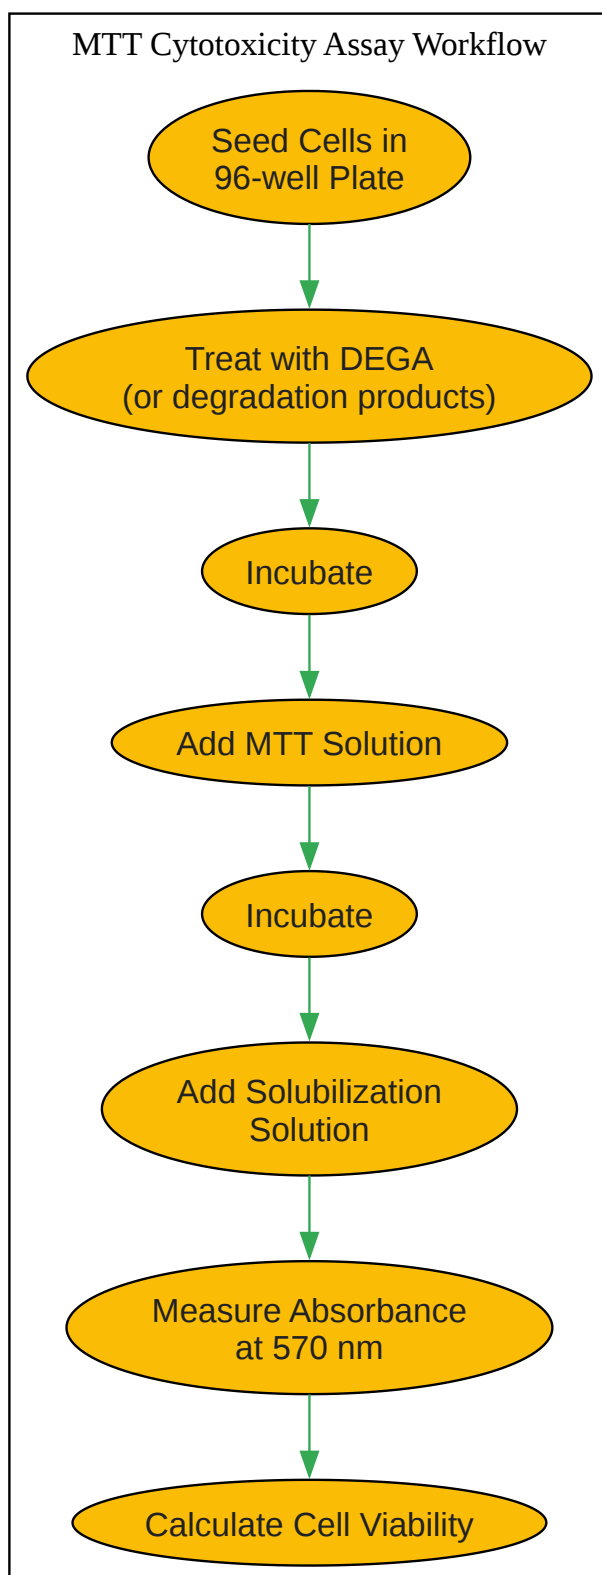 MTT Cytotoxicity Assay Workflow
Seed Cells in
96-well Plate
Treat with DEGA
(or degradation products)
Incubate
Add MTT Solution
Incubate
Add Solubilization
Solution
Measure Absorbance
at 570 nm
Calculate Cell Viability